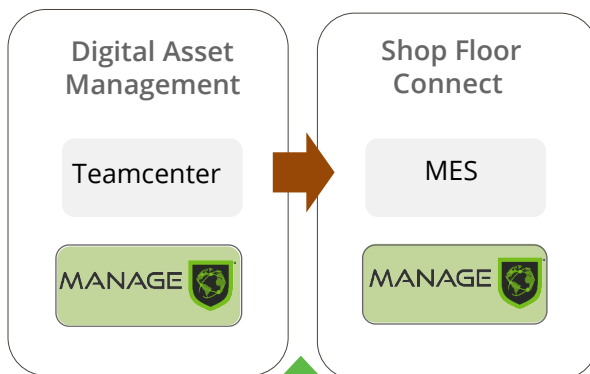 Digital Asset
Management
Teamcenter
MANAGE
Shop Floor
Connect
MES
MANAGE